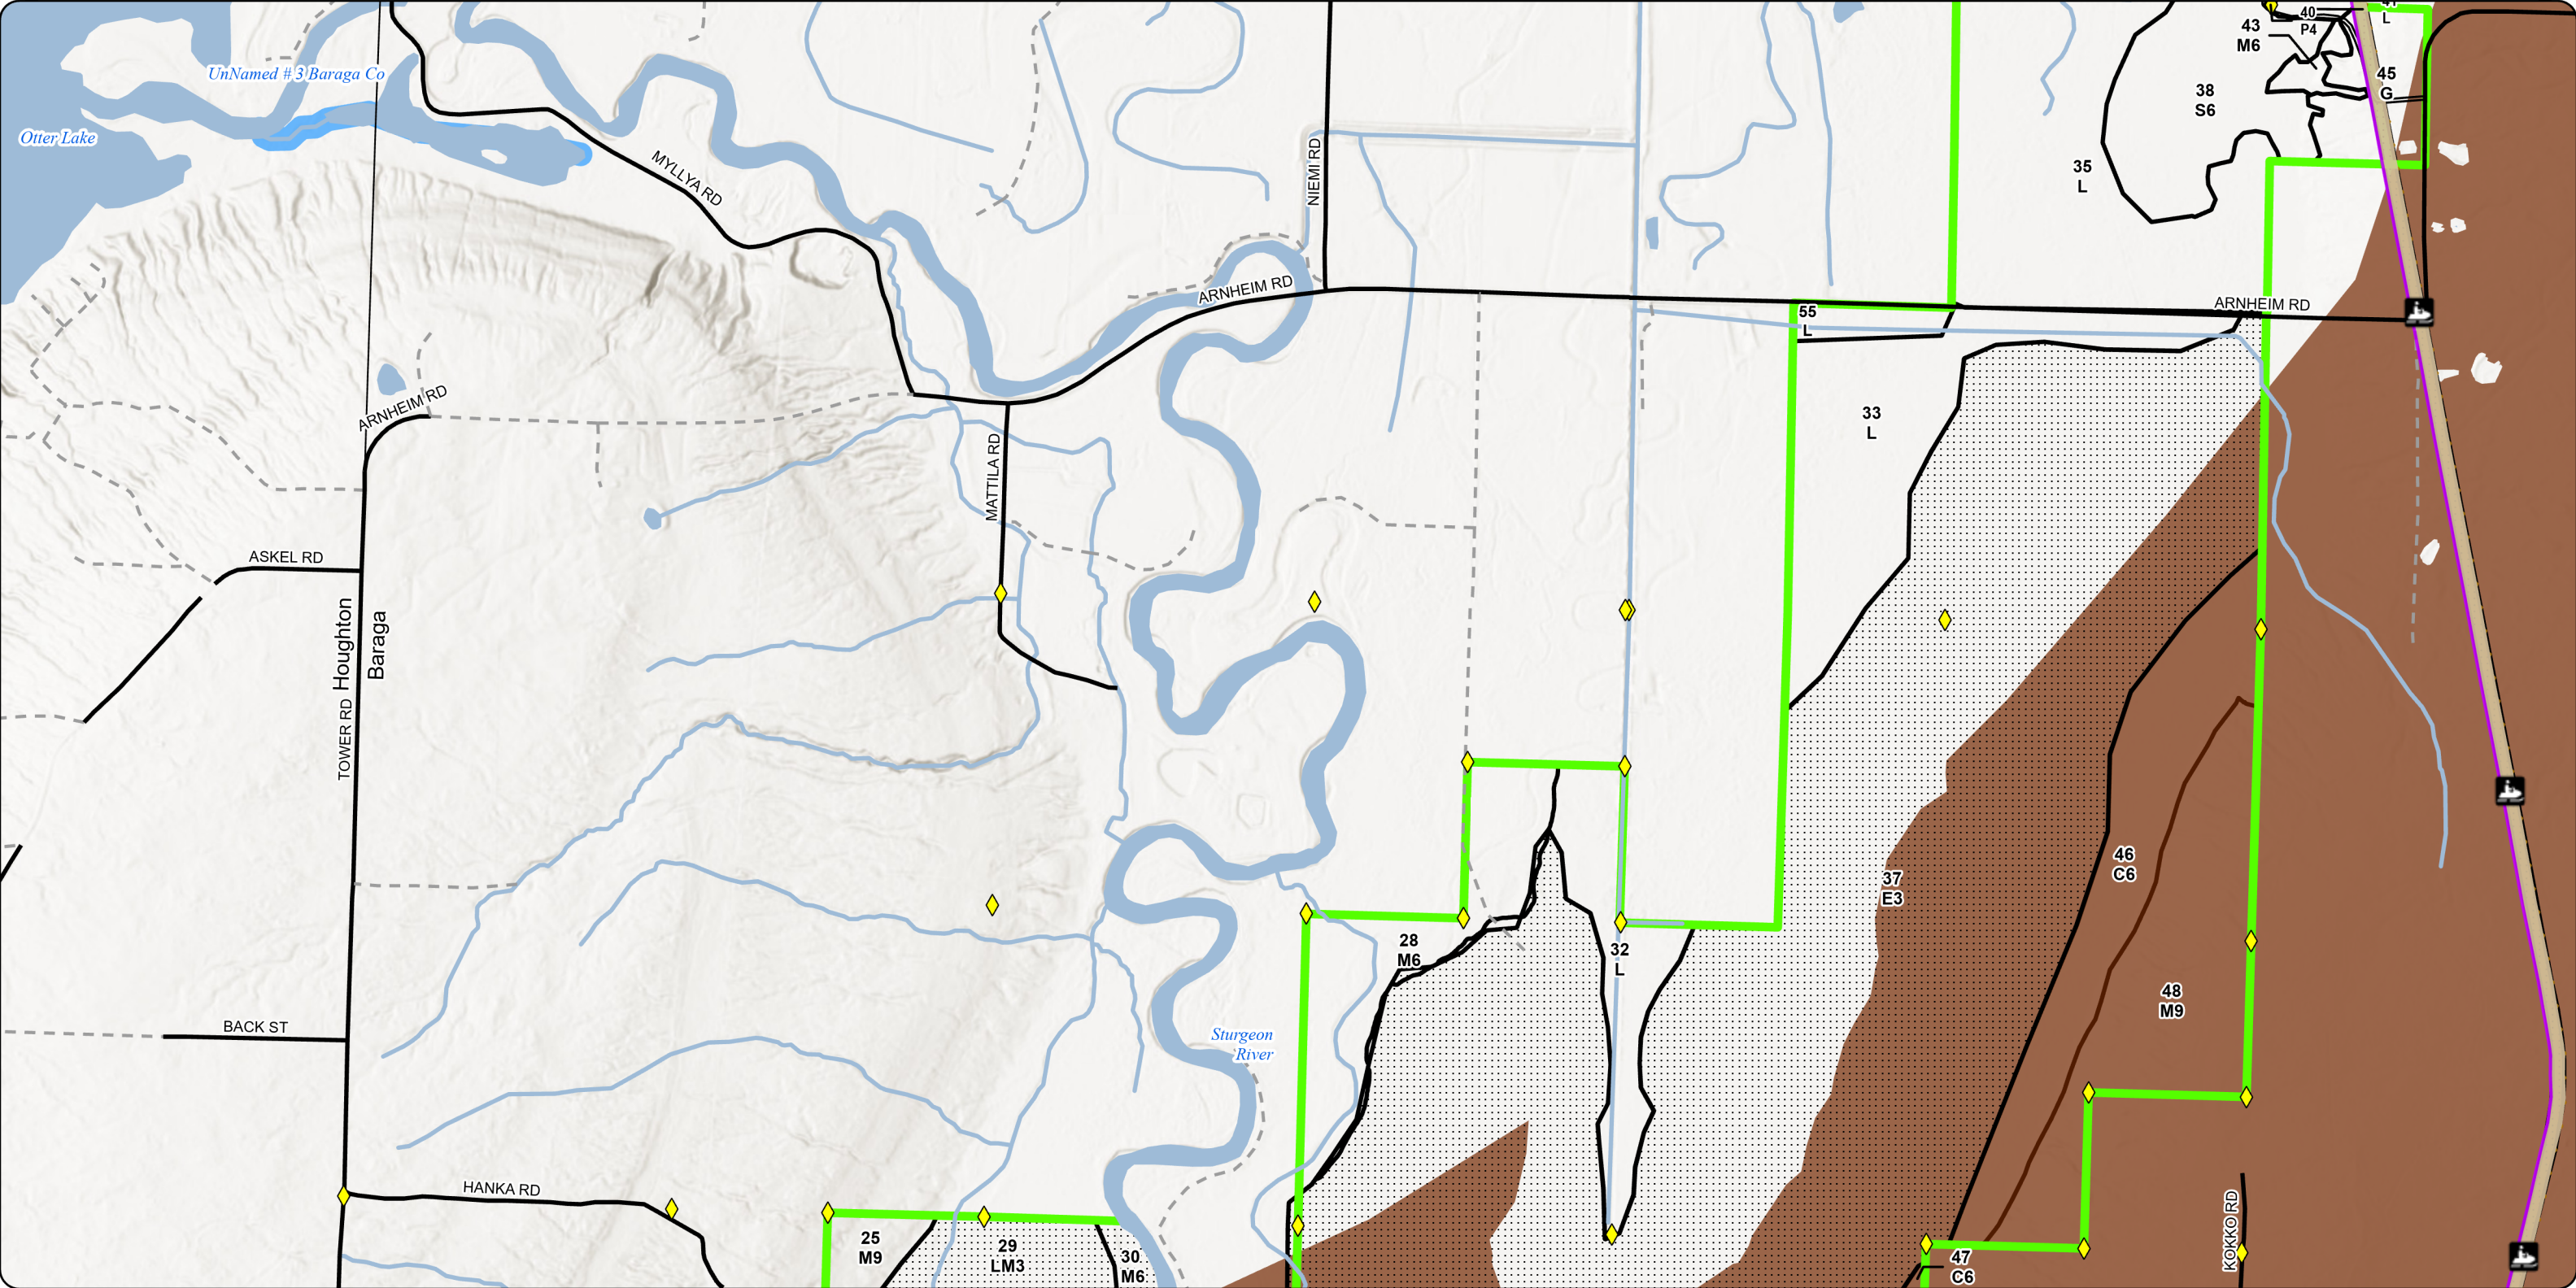 UnNamed # 3 Baraga Co
Otter Lake
MYLLYA RD
NIEMI RD
ARNHEIM RD
ARNHEIM RD
ARNHEIM RD
MATTILA RD
ASKEL RD
Houghton
Baraga
TOWER RD
BACK ST
HANKA RD
Sturgeon
River
KOKKO RD
43
M6
40
P4
L
45
G
38
S6
35
L
55
L
33
L
37
E3
46
C6
48
M9
28
M6
32
L
25
M9
29
LM3
30
M6
47
C6